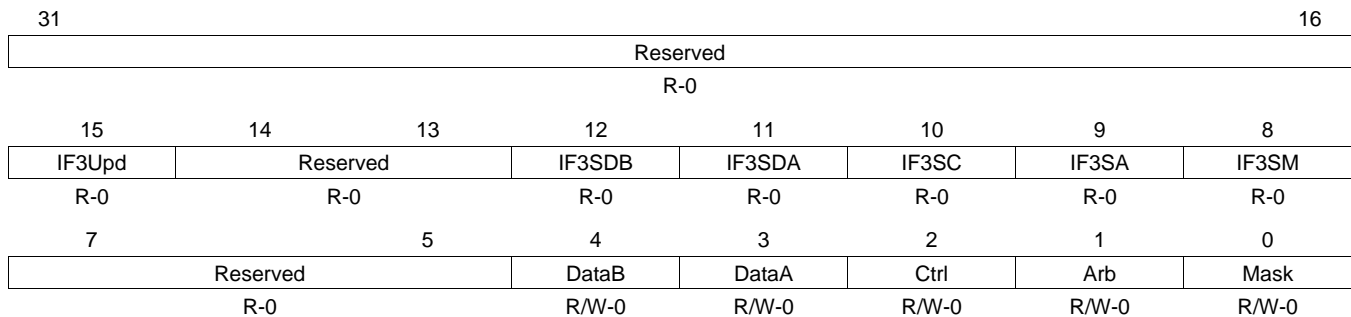 31 16
Reserved
R-0
15 14 13 12 11 10 9 8
IF3Upd Reserved IF3SDB IF3SDA IF3SC IF3SA IF3SM
R-0 R-0 R-0 R-0 R-0 R-0 R-0
7 5 4 3 2 1 0
Reserved DataB DataA Ctrl Arb Mask
R-0 R/W-0 R/W-0 R/W-0 R/W-0 R/W-0